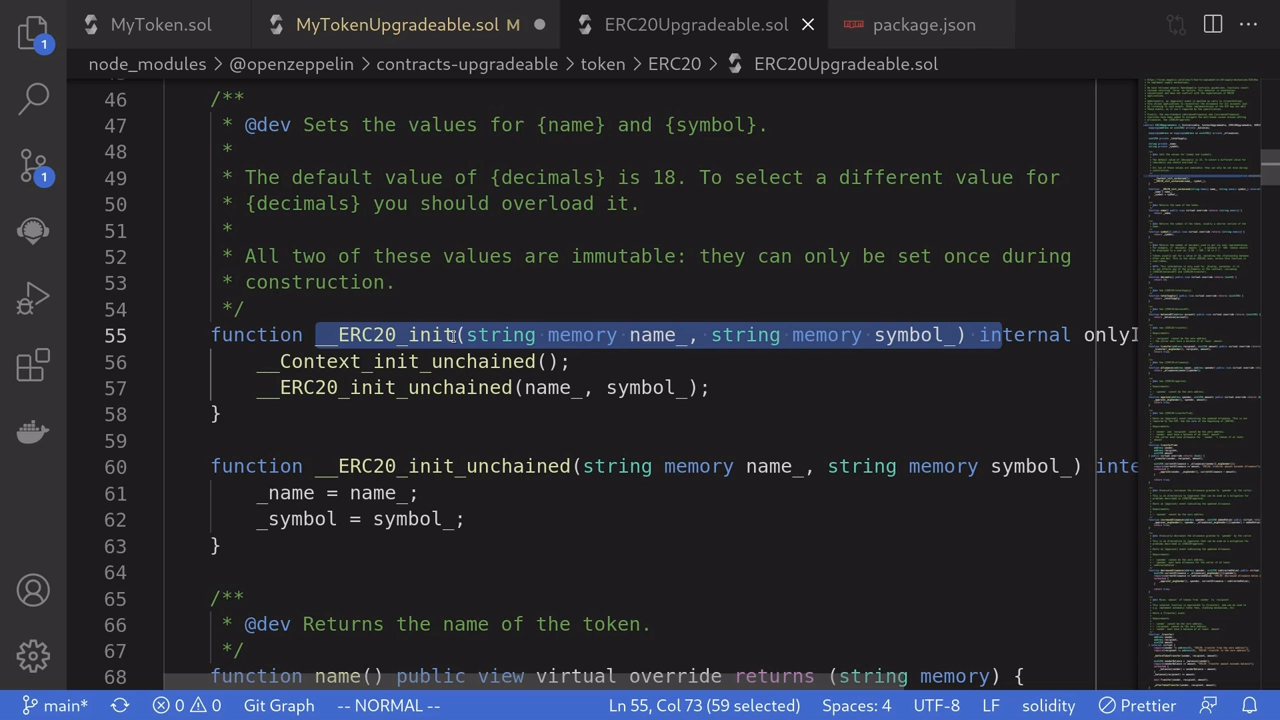 MyToken.sol
MyTokenUpgradeable.sol M
ERC20Upgradeable.sol
package.json
node_modules > @openzeppelin > contracts-upgradeable > token > ERC20 > ERC20Upgradeable.sol
1
1
46 /**
47 * @dev Sets the values for {name} and {symbol}.
48 *
49 * The default value of {decimals} is 18. To select a different value for
50 * {decimals} you should overload it.
51 *
52 * All two of these values are immutable: they can only be set once during
53 * construction.
54 */
55 function __ERC20_init(string memory name_, string memory symbol_) internal onlyI
56 __Context_init_unchained();
57 __ERC20_init_unchained(name_, symbol_);
58 }
59
60 function __ERC20_init_unchained(string memory name_, string memory symbol_) inte
61 _name = name_;
62 _symbol = symbol_;
63 }
64
65 /**
66 * @dev Returns the name of the token.
67 */
68 function name() public view virtual override returns (string memory) {
main* 0 0 Git Graph -- NORMAL -- Ln 55, Col 73 (59 selected) Spaces: 4 UTF-8 LF solidity Prettier